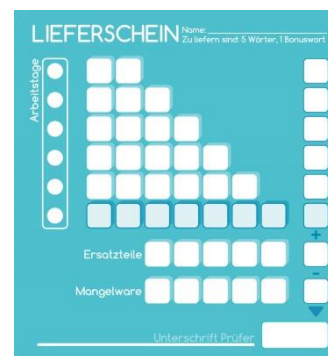 LIEFERSCHEIN
Name:
Zu liefern sind: 5 Wörter, 1 Bonuswort
Arbeitstage
+
Ersatzteile
-
Mangelware
Unterschrift Prüfer